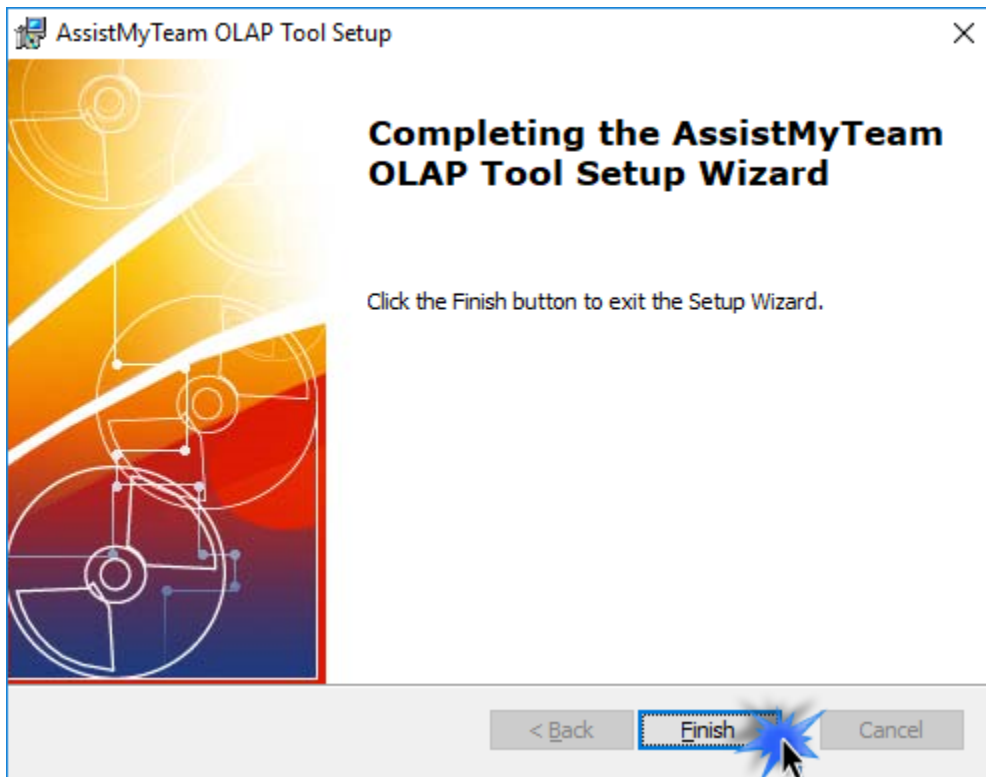 AssistMyTeam OLAP Tool Setup
Completing the AssistMyTeam
OLAP Tool Setup Wizard
Click the Finish button to exit the Setup Wizard.
< Back
Finish
Cancel